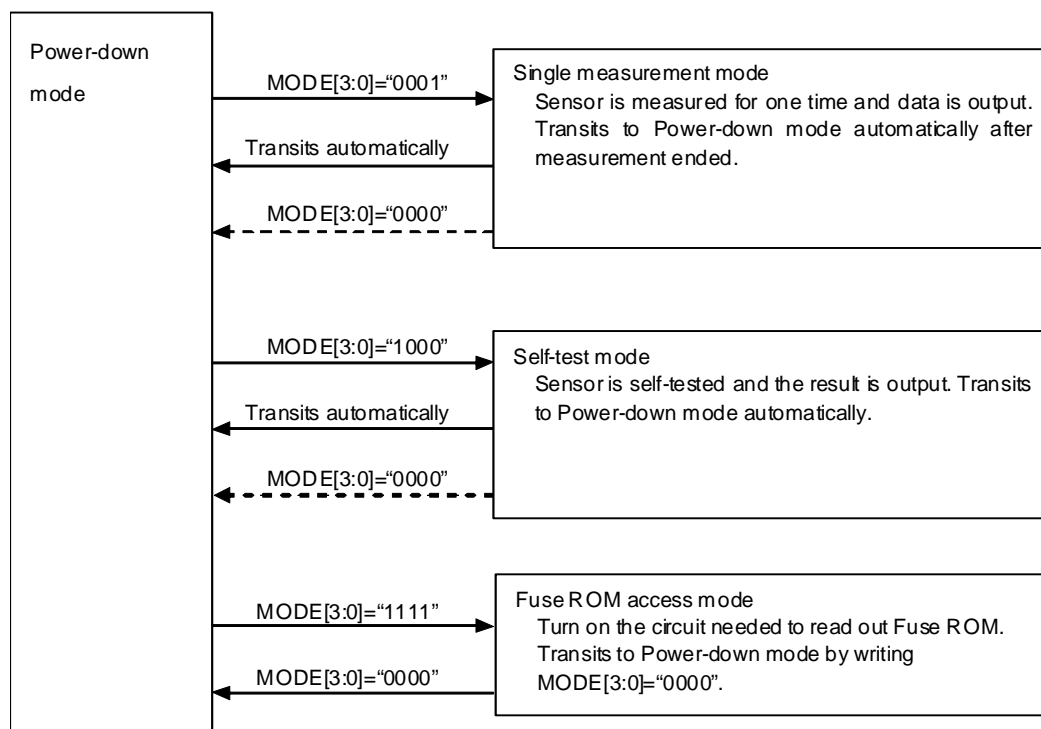 Power-down
mode
MODE[3:0]=“0001”
Transits automatically
MODE[3:0]=“0000”
Single measurement mode
Sensor is measured for one time and data is output.
Transits to Power-down mode automatically after
measurement ended.
MODE[3:0]=“1000”
Transits automatically
MODE[3:0]=“0000”
Self-test mode
Sensor is self-tested and the result is output. Transits
to Power-down mode automatically.
MODE[3:0]=“1111”
MODE[3:0]=“0000”
Fuse ROM access mode
Turn on the circuit needed to read out Fuse ROM.
Transits to Power-down mode by writing
MODE[3:0]=“0000”.